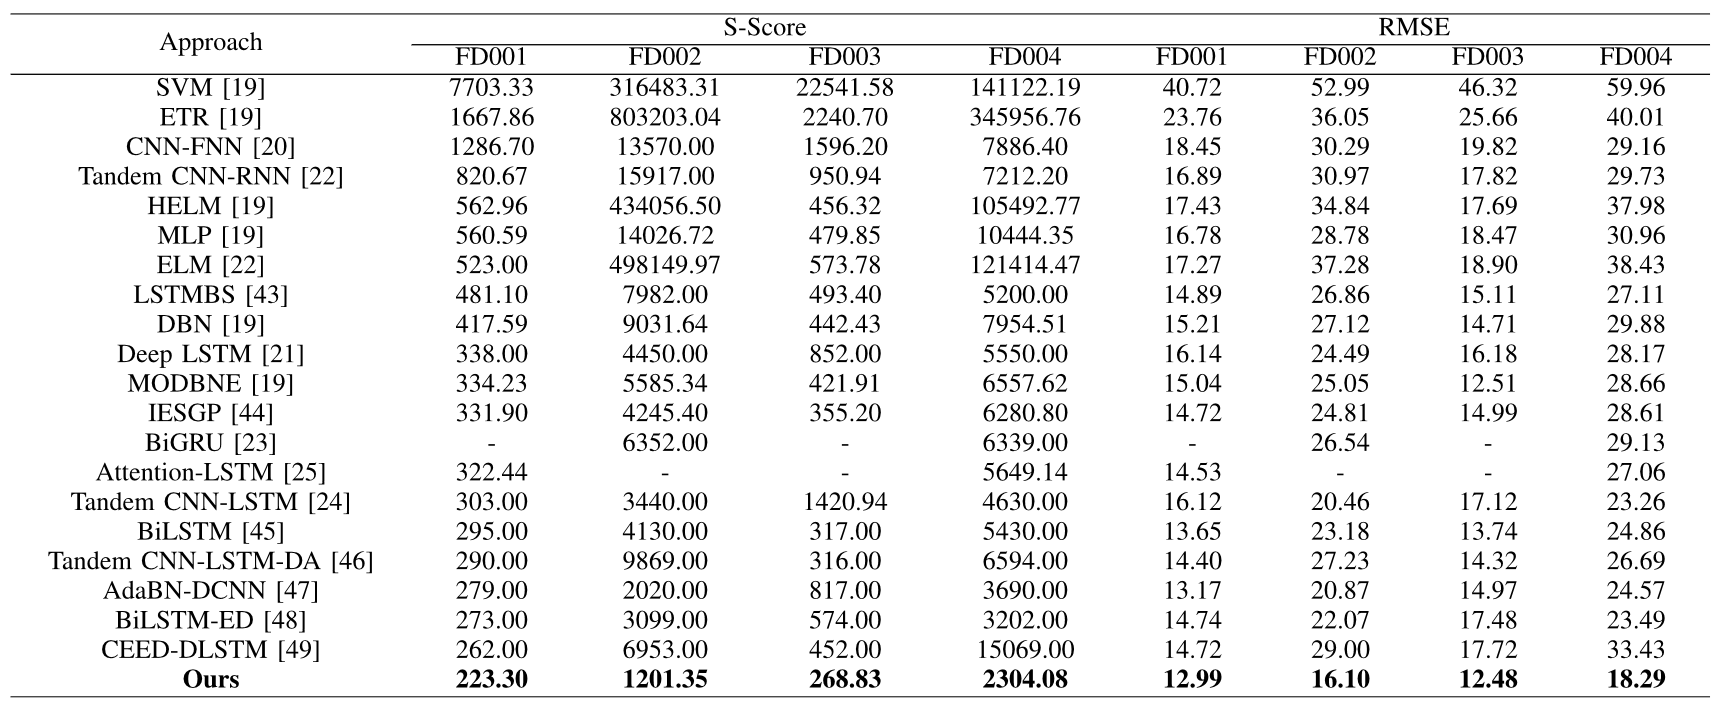 Approach S-Score RMSE
FD001 FD002 FD003 FD004 FD001 FD002 FD003 FD004
SVM [19] 7703.33 316483.31 22541.58 141122.19 40.72 52.99 46.32 59.96
ETR [19] 1667.86 803203.04 2240.70 345956.76 23.76 36.05 25.66 40.01
CNN-FNN [20] 1286.70 13570.00 1596.20 7886.40 18.45 30.29 19.82 29.16
Tandem CNN-RNN [22] 820.67 15917.00 950.94 7212.20 16.89 30.97 17.82 29.73
HELM [19] 562.96 434056.50 456.32 105492.77 17.43 34.84 17.69 37.98
MLP [19] 560.59 14026.72 479.85 10444.35 16.78 28.78 18.47 30.96
ELM [22] 523.00 498149.97 573.78 121414.47 17.27 37.28 18.90 38.43
LSTMBS [43] 481.10 7982.00 493.40 5200.00 14.89 26.86 15.11 27.11
DBN [19] 417.59 9031.64 442.43 7954.51 15.21 27.12 14.71 29.88
Deep LSTM [21] 338.00 4450.00 852.00 5550.00 16.14 24.49 16.18 28.17
MODBNE [19] 334.23 5585.34 421.91 6557.62 15.04 25.05 12.51 28.66
IESGP [44] 331.90 4245.40 355.20 6280.80 14.72 24.81 14.99 28.61
BiGRU [23] - 6352.00 - 6339.00 - 26.54 - 29.13
Attention-LSTM [25] 322.44 - - 5649.14 14.53 - - 27.06
Tandem CNN-LSTM [24] 303.00 3440.00 1420.94 4630.00 16.12 20.46 17.12 23.26
BiLSTM [45] 295.00 4130.00 317.00 5430.00 13.65 23.18 13.74 24.86
Tandem CNN-LSTM-DA [46] 290.00 9869.00 316.00 6594.00 14.40 27.23 14.32 26.69
AdaBN-DCNN [47] 279.00 2020.00 817.00 3690.00 13.17 20.87 14.97 24.57
BiLSTM-ED [48] 273.00 3099.00 574.00 3202.00 14.74 22.07 17.48 23.49
CEED-DLSTM [49] 262.00 6953.00 452.00 15069.00 14.72 29.00 17.72 33.43
Ours 223.30 1201.35 268.83 2304.08 12.99 16.10 12.48 18.29